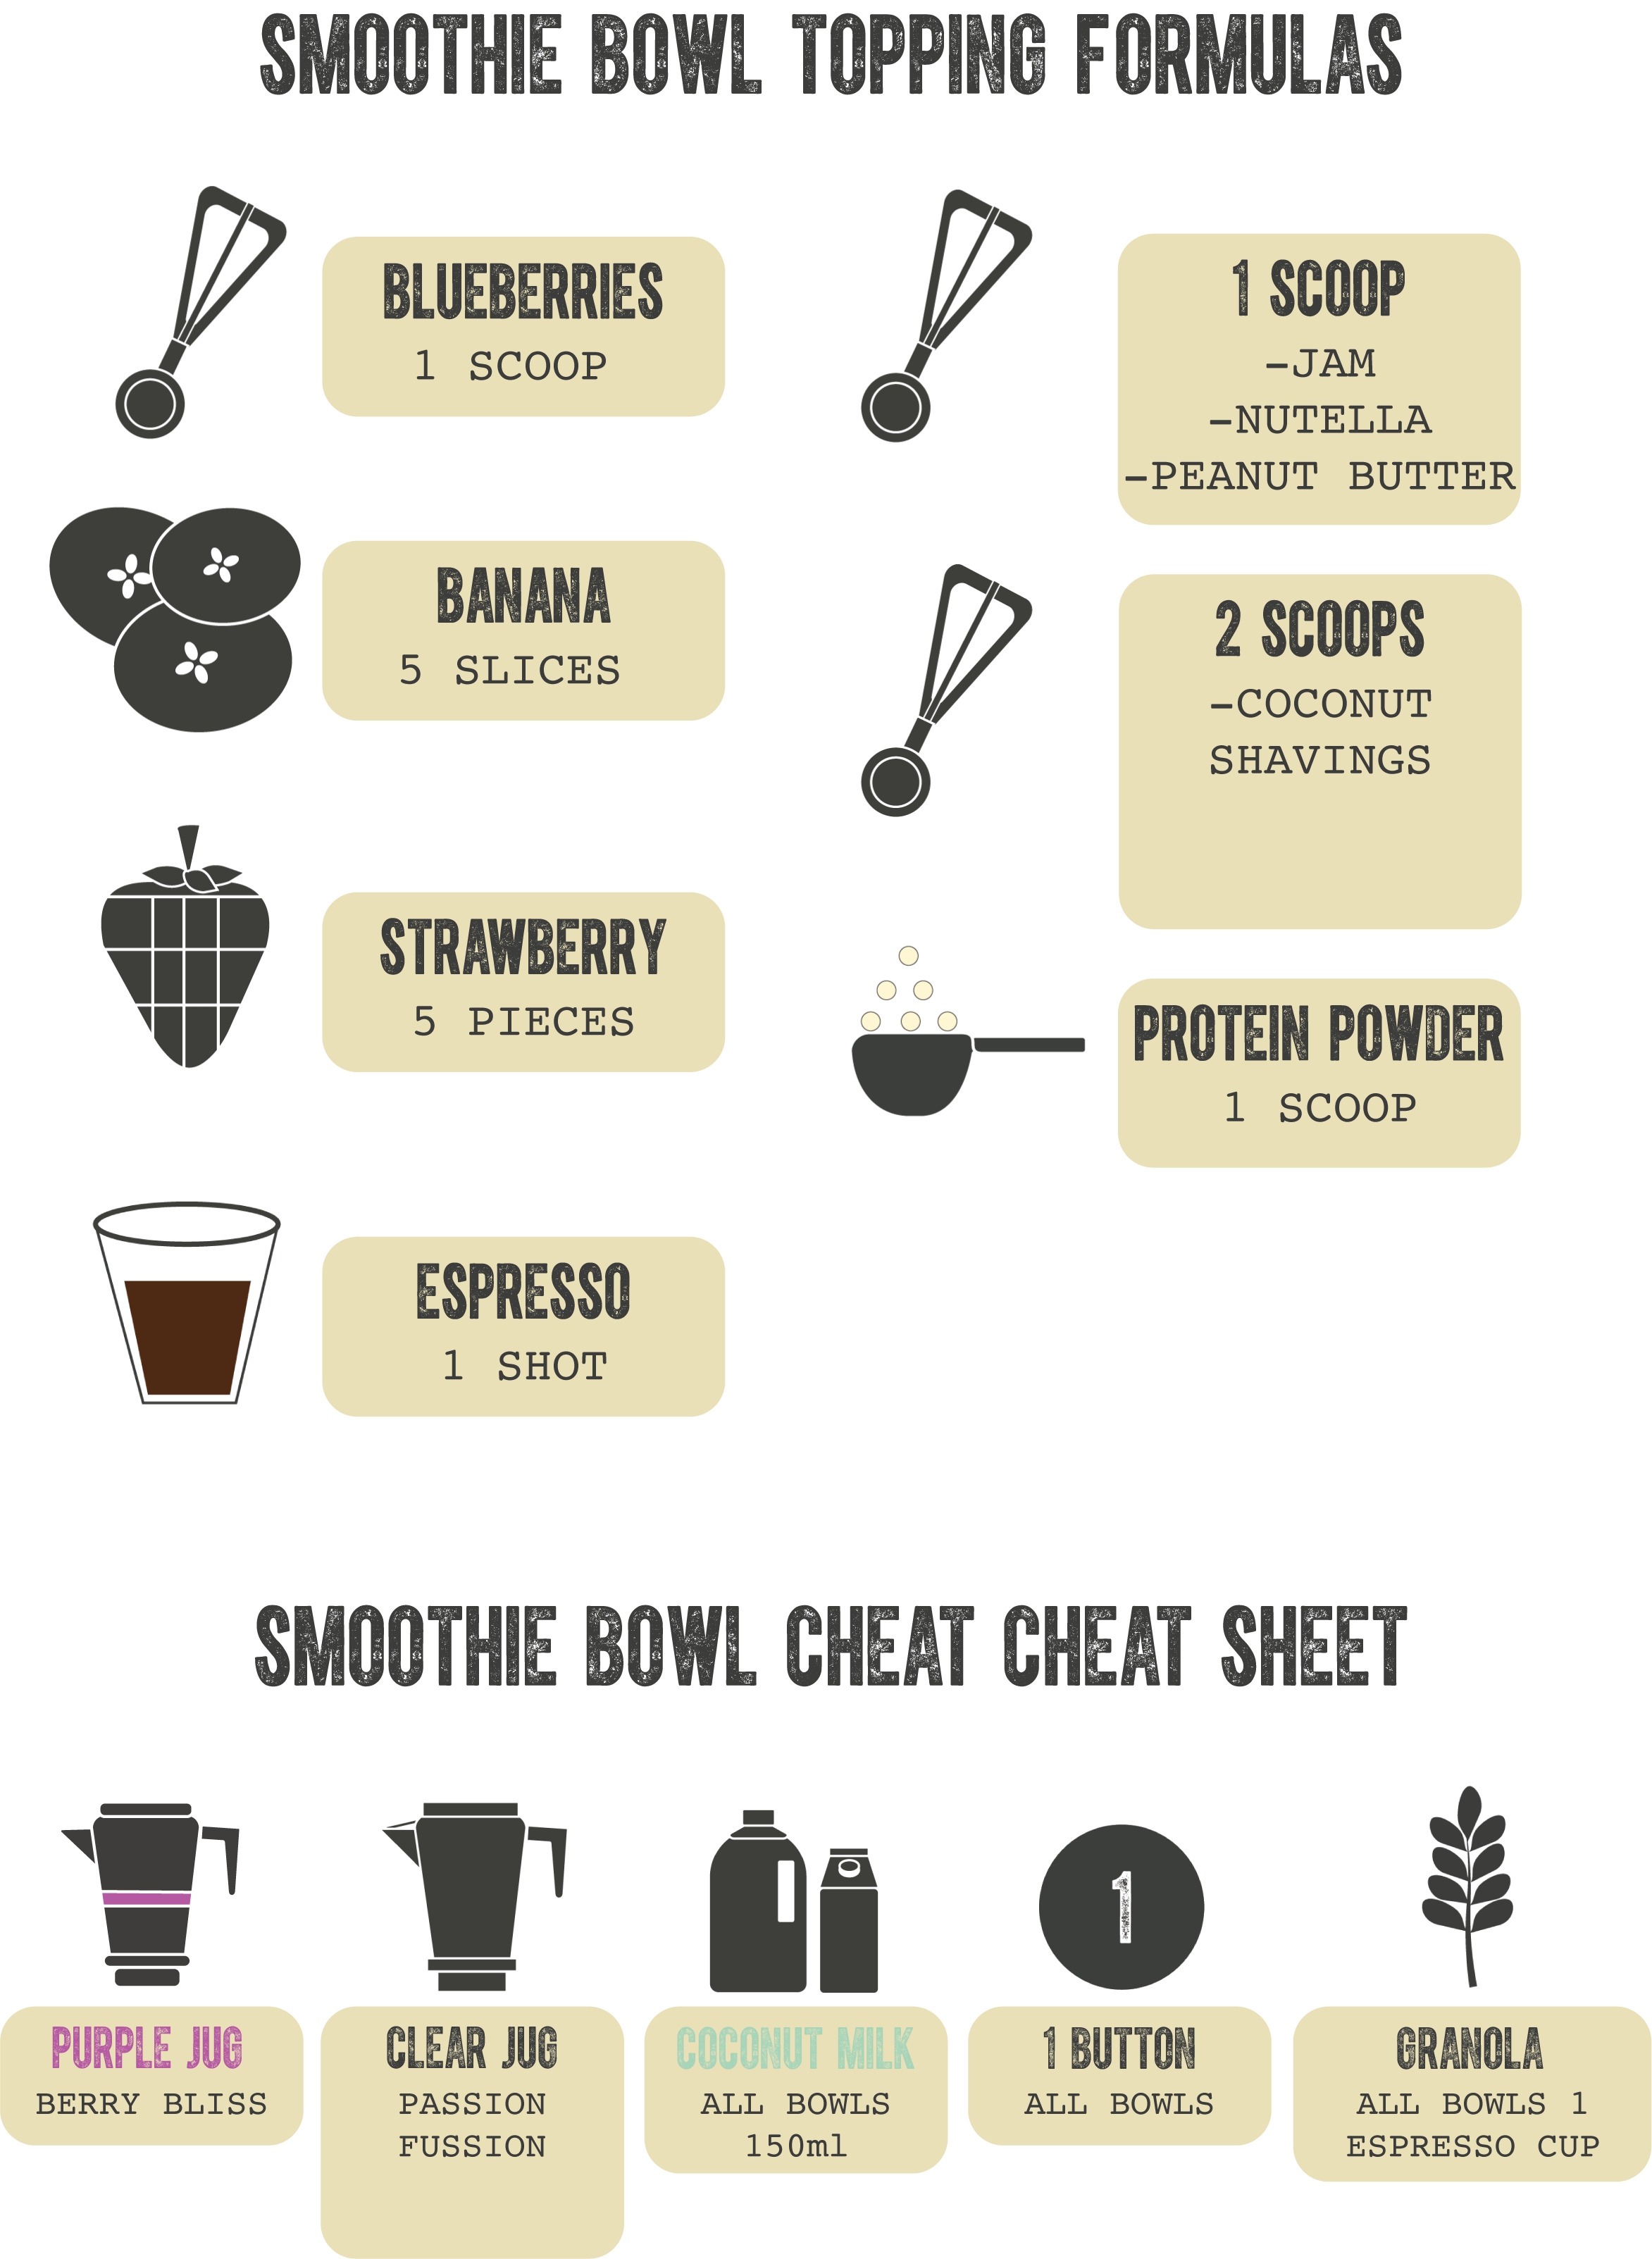 SMOOTHIE BOWL TOPPING FORMULAS
BLUEBERRIES
1 SCOOP
BANANA
5 SLICES
STRAWBERRY
5 PIECES
ESPRESSO
1 SHOT
1 SCOOP
-JAM
-NUTELLA
-PEANUT BUTTER
2 SCOOPS
-COCONUT
SHAVINGS
PROTEIN POWDER
1 SCOOP
SMOOTHIE BOWL CHEAT CHEAT SHEET
PURPLE JUG
BERRY BLISS
CLEAR JUG
PASSION
FUSSION
COCONUT MILK
ALL BOWLS
150ml
1
1 BUTTON
ALL BOWLS
GRANOLA
ALL BOWLS 1
ESPRESSO CUP